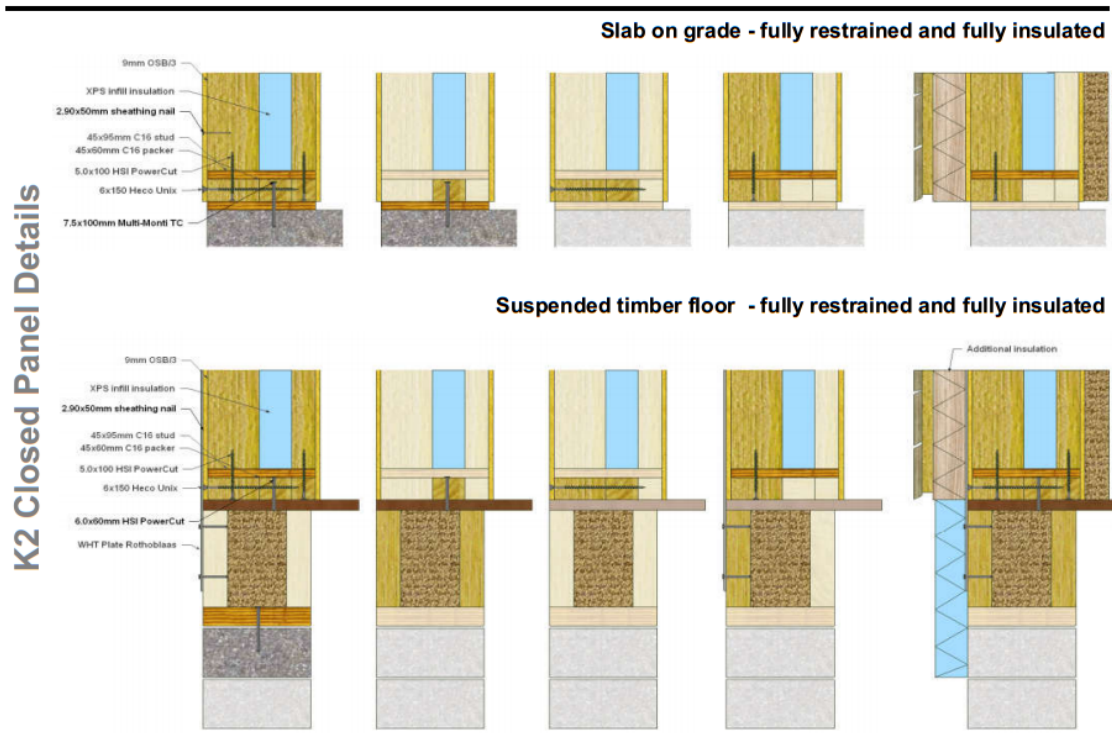 Slab on grade - fully restrained and fully insulated
9mm OSB/3
XPS infill insulation
2.90x50mm sheathing nail
45x95mm C16 stud
45x60mm C16 packer
5.0x100 HSI PowerCut
6x150 Heco Unix
7.5x100mm Multi-Monti TC
K2 Closed Panel Details
Suspended timber floor - fully restrained and fully insulated
Additional insulation
9mm OSB/3
XPS infill insulation
2.90x50mm sheathing nail
45x95mm C16 stud
45x60mm C16 packer
5.0x100 HSI PowerCut
6x150 Heco Unix
6.0x60mm HSI PowerCut
WHT Plate Rothoblaas